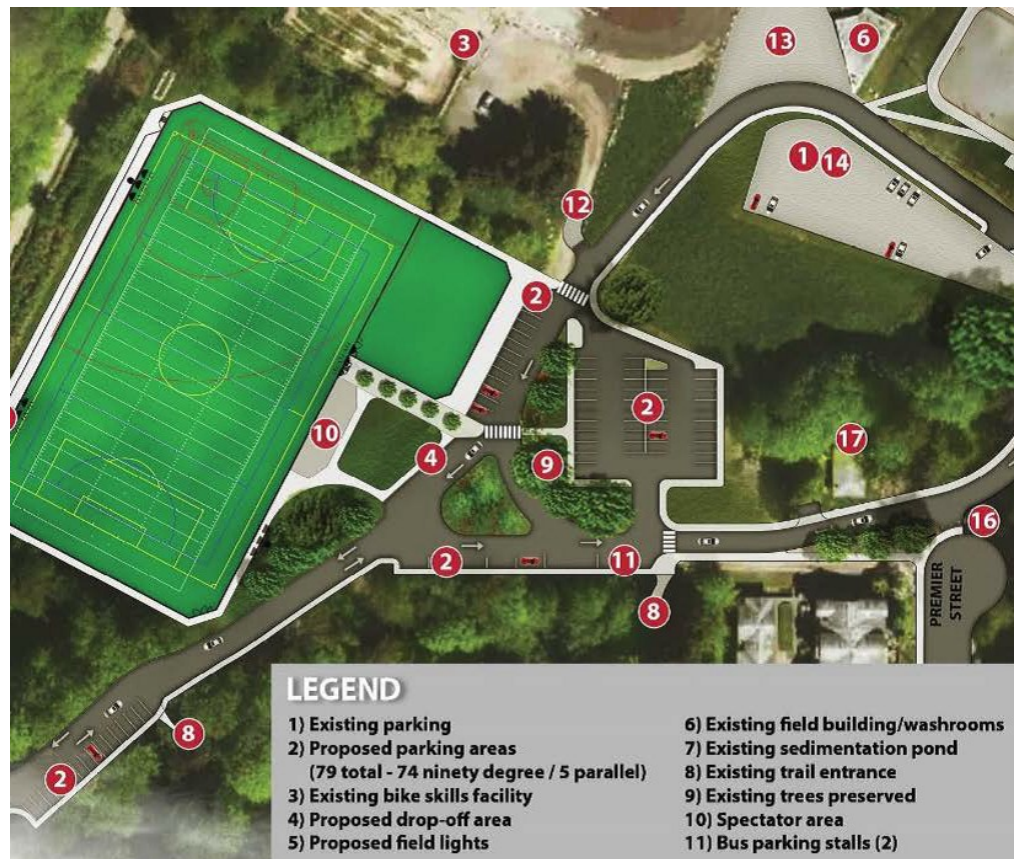 3
13
6
1
14
12
2
2
10
4
9
17
2
11
16
8
PREMIER
STREET
8
2
LEGEND
1) Existing parking
2) Proposed parking areas
(79 total - 74 ninety degree / 5 parallel)
3) Existing bike skills facility
4) Proposed drop-off area
5) Proposed field lights
6) Existing field building/washrooms
7) Existing sedimentation pond
8) Existing trail entrance
9) Existing trees preserved
10) Spectator area
11) Bus parking stalls (2)